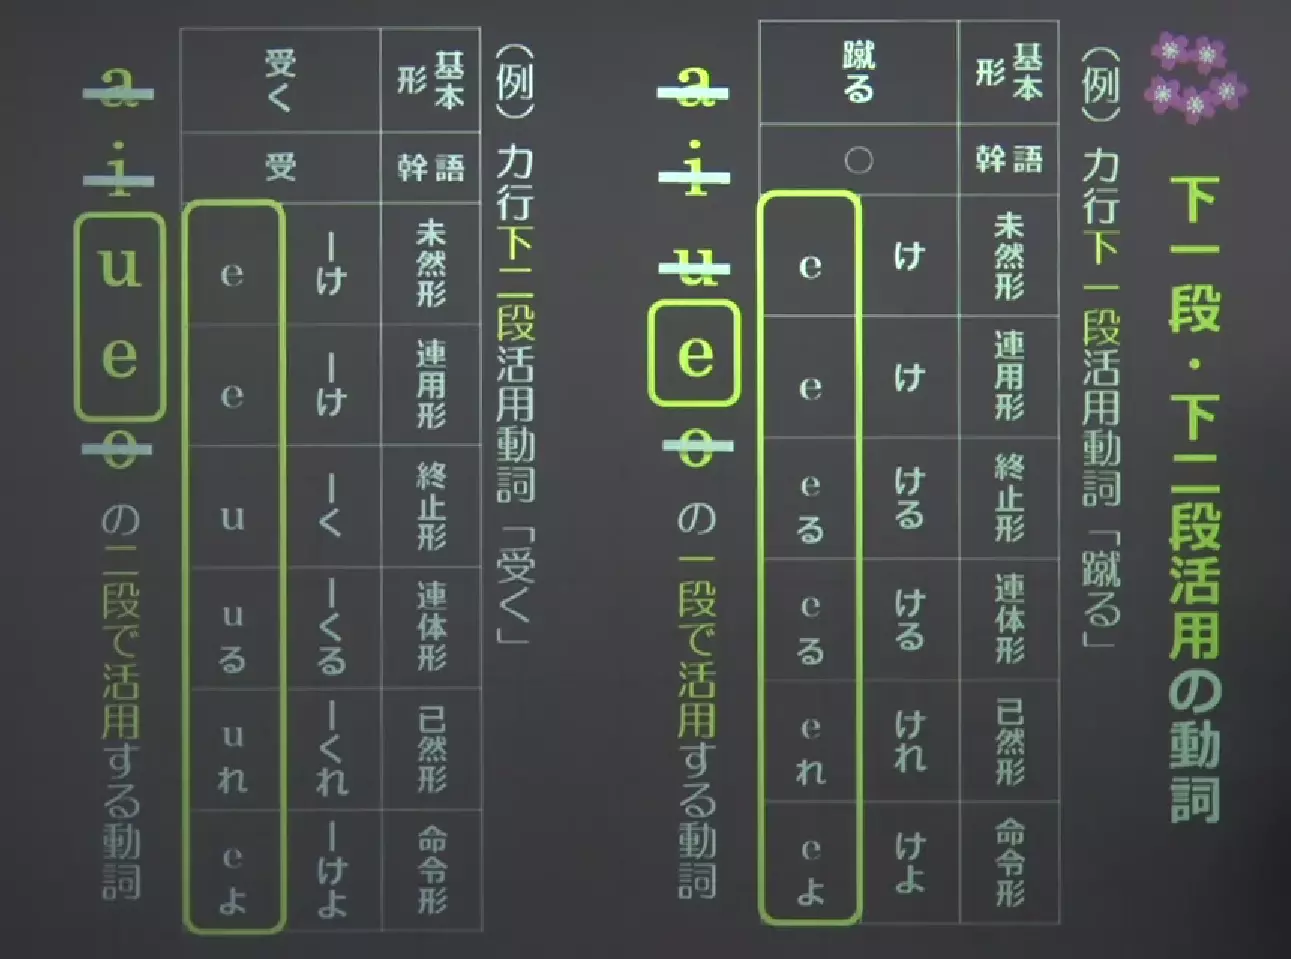 下一段・下二段活用の動詞
（例）カ行下一段活用動詞「蹴る」
基本形 語幹 未然形 連用形 終止形 連体形 已然形 命令形
蹴る ○ け け ける ける けれ けよ
e e eる eる eれ eよ
a i u e o の一段で活用する動詞
（例）カ行下二段活用動詞「受く」
基本形 語幹 未然形 連用形 終止形 連体形 已然形 命令形
受く 受 ーけ ーけ ーく ーくる ーくれ ーけよ
e e u uる uれ eよ
a i u e o の二段で活用する動詞